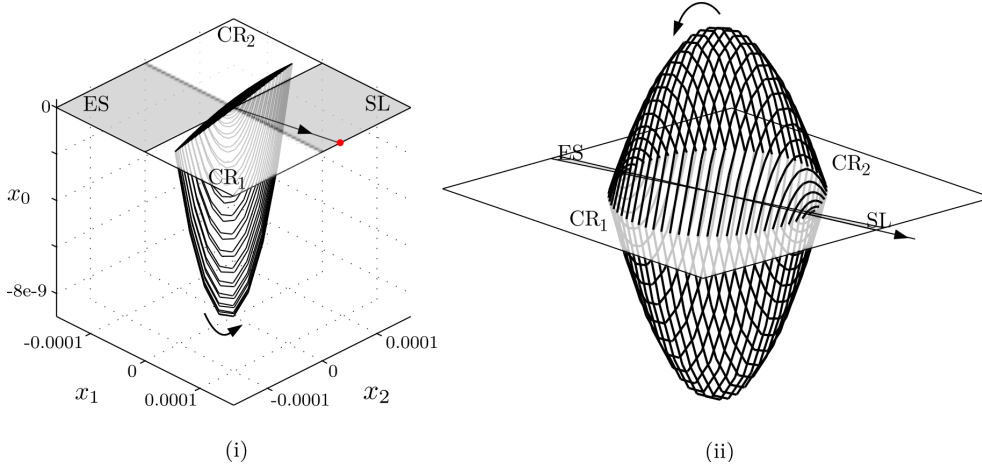 CR₂
0
ES
SL
CR₁
x₀
-8e-9
-0.0001
0
0.0001
x₁
-0.0001
0
0.0001
x₂
(i)
ES
CR₂
CR₁
SL
(ii)